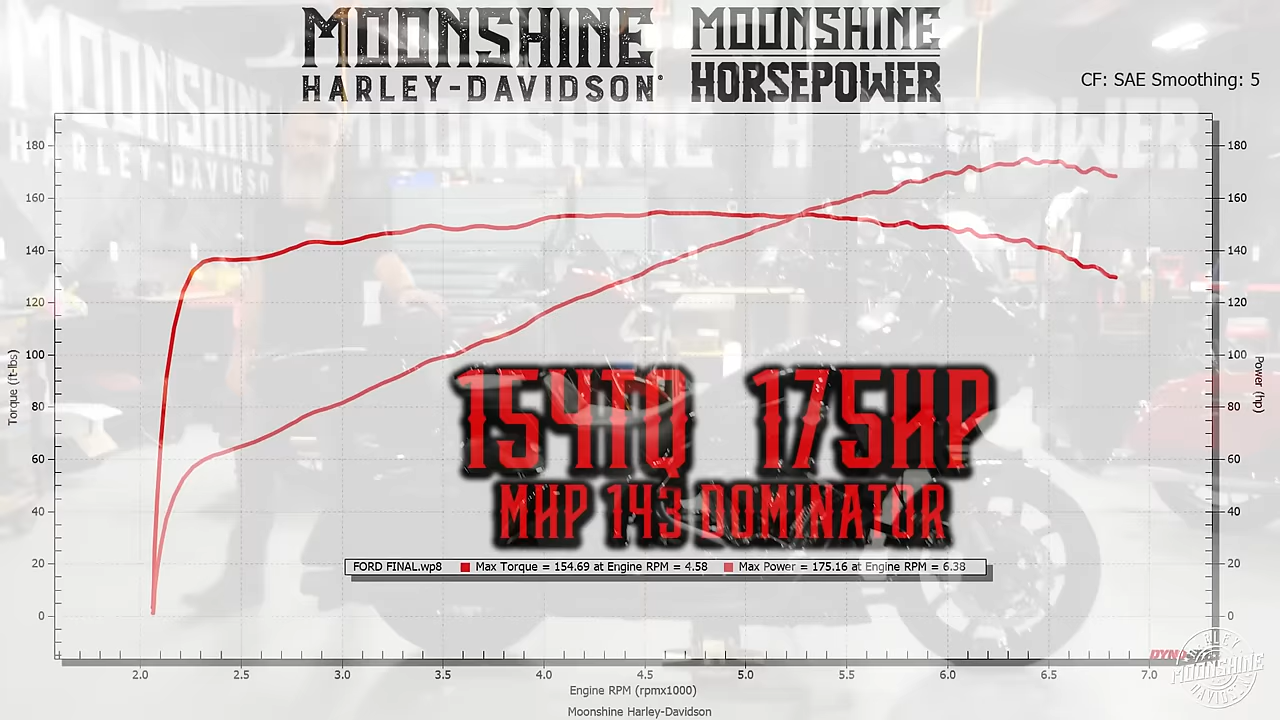 MOONSHINE
HARLEY-DAVIDSON
MOONSHINE
HORSEPOWER
CF: SAE Smoothing: 5
MOONSHINE
HARLEY-DAVIDSON
180
160
140
120
100
80
60
40
20
0
Torque (ft-lbs)
180
160
140
120
100
80
60
40
20
0
Power (hp)
154TQ 175HP
MHP 143 DOMINATOR
FORD FINAL.wp8 Max Torque = 154.69 at Engine RPM = 4.58 Max Power = 175.16 at Engine RPM = 6.38
2.0 2.5 3.0 3.5 4.0 4.5 5.0 5.5 6.0 6.5 7.0
Engine RPM (rpmx1000)
Moonshine Harley-Davidson
MOONSHINE